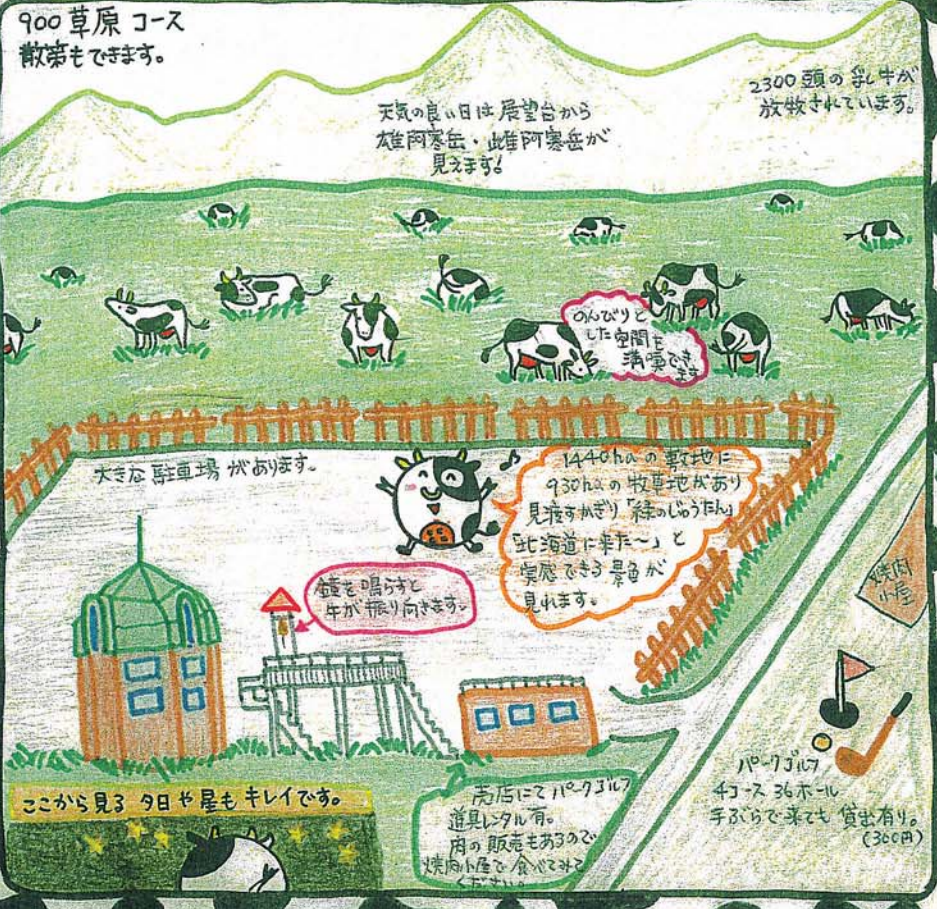 900草原コース
散策もできます。
2300頭の乳牛が
放牧されています。
天気の良い日は展望台から
雄阿寒岳・雌阿寒岳が
見えます!
のんびりと
した空間を
満喫でき
ます
大きな駐車場があります。
1440haの敷地に
930haの牧草地があり
見渡すかぎり「緑のじゅうたん」
「北海道に来た~」と
実感できる景色が
見れます。
鐘を鳴らすと
牛が振り向きます。
焼肉
小屋
パークゴルフ
4コース 36ホール
手ぶらで来ても貸出有り。
(300円)
売店にてパークゴルフ
道具レンタル有。
肉の販売もあるので
焼肉小屋で食べてみて
ください。
ここから見る夕日や星もキレイです。